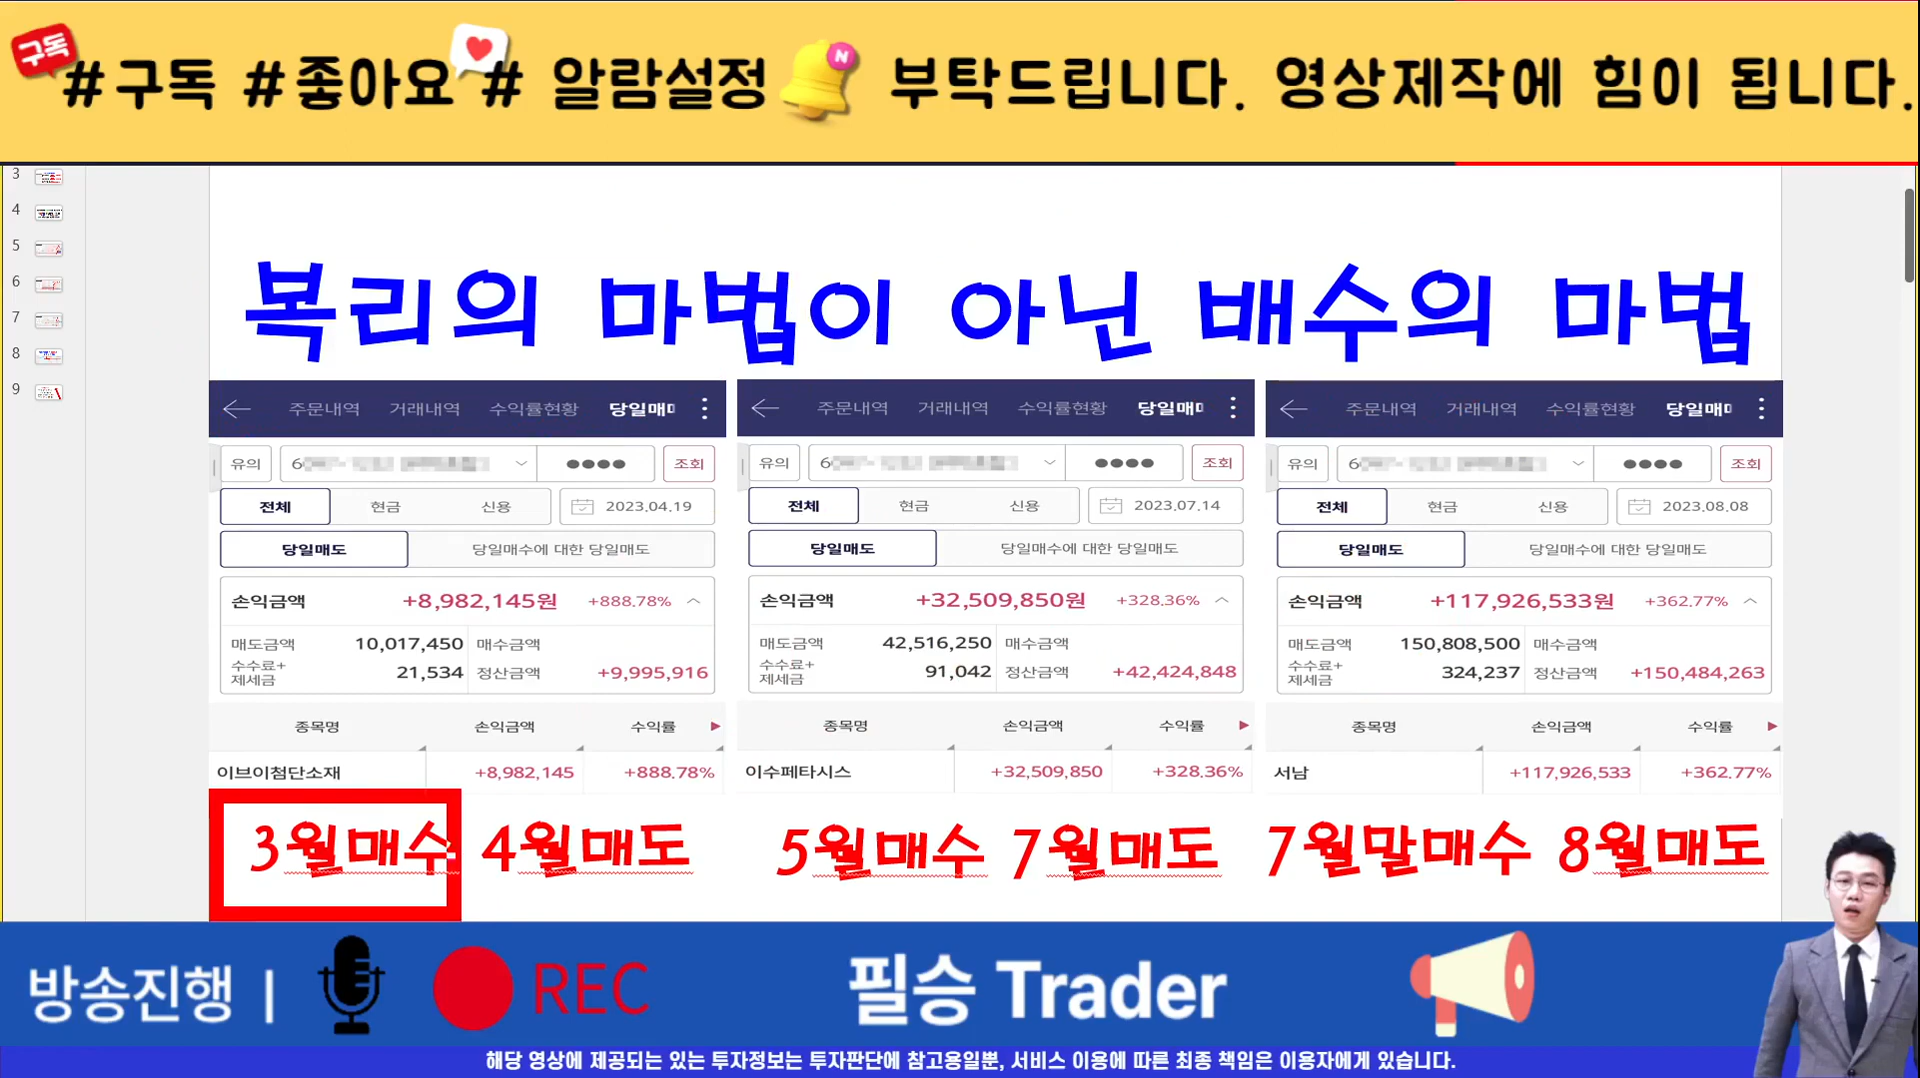 구독
#구독 #좋아요 # 알람설정 N 부탁드립니다. 영상제작에 힘이 됩니다.
3
4
5
6
7
8
9
복리의 마법이 아닌 배수의 마법
주문내역 거래내역 수익률현황 당일매
유의 6 ●●●● 조회
전체 현금 신용 2023.04.19
당일매도 당일매수에 대한 당일매도
손익금액 +8,982,145원 +888.78%
매도금액 10,017,450 매수금액
수수료+
제세금 21,534 정산금액 +9,995,916
종목명 손익금액 수익률
이브이첨단소재 +8,982,145 +888.78%
3월매수 4월매도
주문내역 거래내역 수익률현황 당일매
유의 6 ●●●● 조회
전체 현금 신용 2023.07.14
당일매도 당일매수에 대한 당일매도
손익금액 +32,509,850원 +328.36%
매도금액 42,516,250 매수금액
수수료+
제세금 91,042 정산금액 +42,424,848
종목명 손익금액 수익률
이수페타시스 +32,509,850 +328.36%
5월매수 7월매도
주문내역 거래내역 수익률현황 당일매
유의 6 ●●●● 조회
전체 현금 신용 2023.08.08
당일매도 당일매수에 대한 당일매도
손익금액 +117,926,533원 +362.77%
매도금액 150,808,500 매수금액
수수료+
제세금 324,237 정산금액 +150,484,263
종목명 손익금액 수익률
서남 +117,926,533 +362.77%
7월말매수 8월매도
방송진행 | REC 필승 Trader
해당 영상에 제공되는 있는 투자정보는 투자판단에 참고용일뿐, 서비스 이용에 따른 최종 책임은 이용자에게 있습니다.